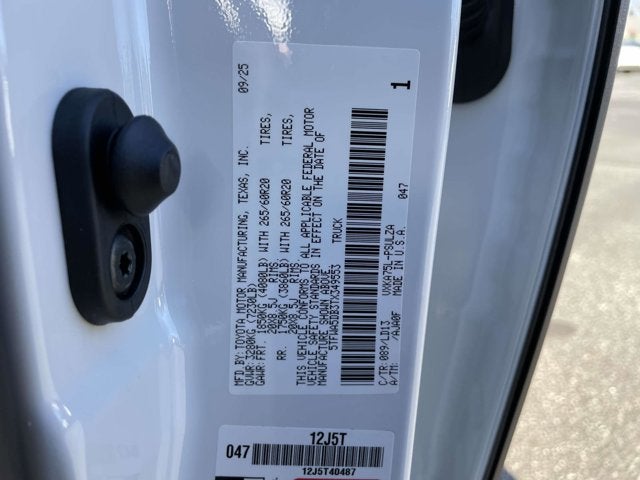 MFD.BY:TOYOTA MOTOR MANUFACTURING, TEXAS, INC. 09/25
GVWR:3280KG (7230LB)
GAWR:FRT. 1850KG (4080LB) WITH 265/60R20 TIRES,
20X8.5J RIMS
RR. 1750KG (3860LB) WITH 265/60R20 TIRES,
20X8.5J RIMS
THIS VEHICLE CONFORMS TO ALL APPLICABLE FEDERAL MOTOR
VEHICLE SAFETY STANDARDS IN EFFECT ON THE DATE OF
MANUFACTURE SHOWN ABOVE.
5TFWA5DB3TX349553 TRUCK
C/TR: 089/LD13 VXKA75L-PSULZA 047 1
A/TM: /AJA0F MADE IN U.S.A.
12J5T
047
12J5T40487